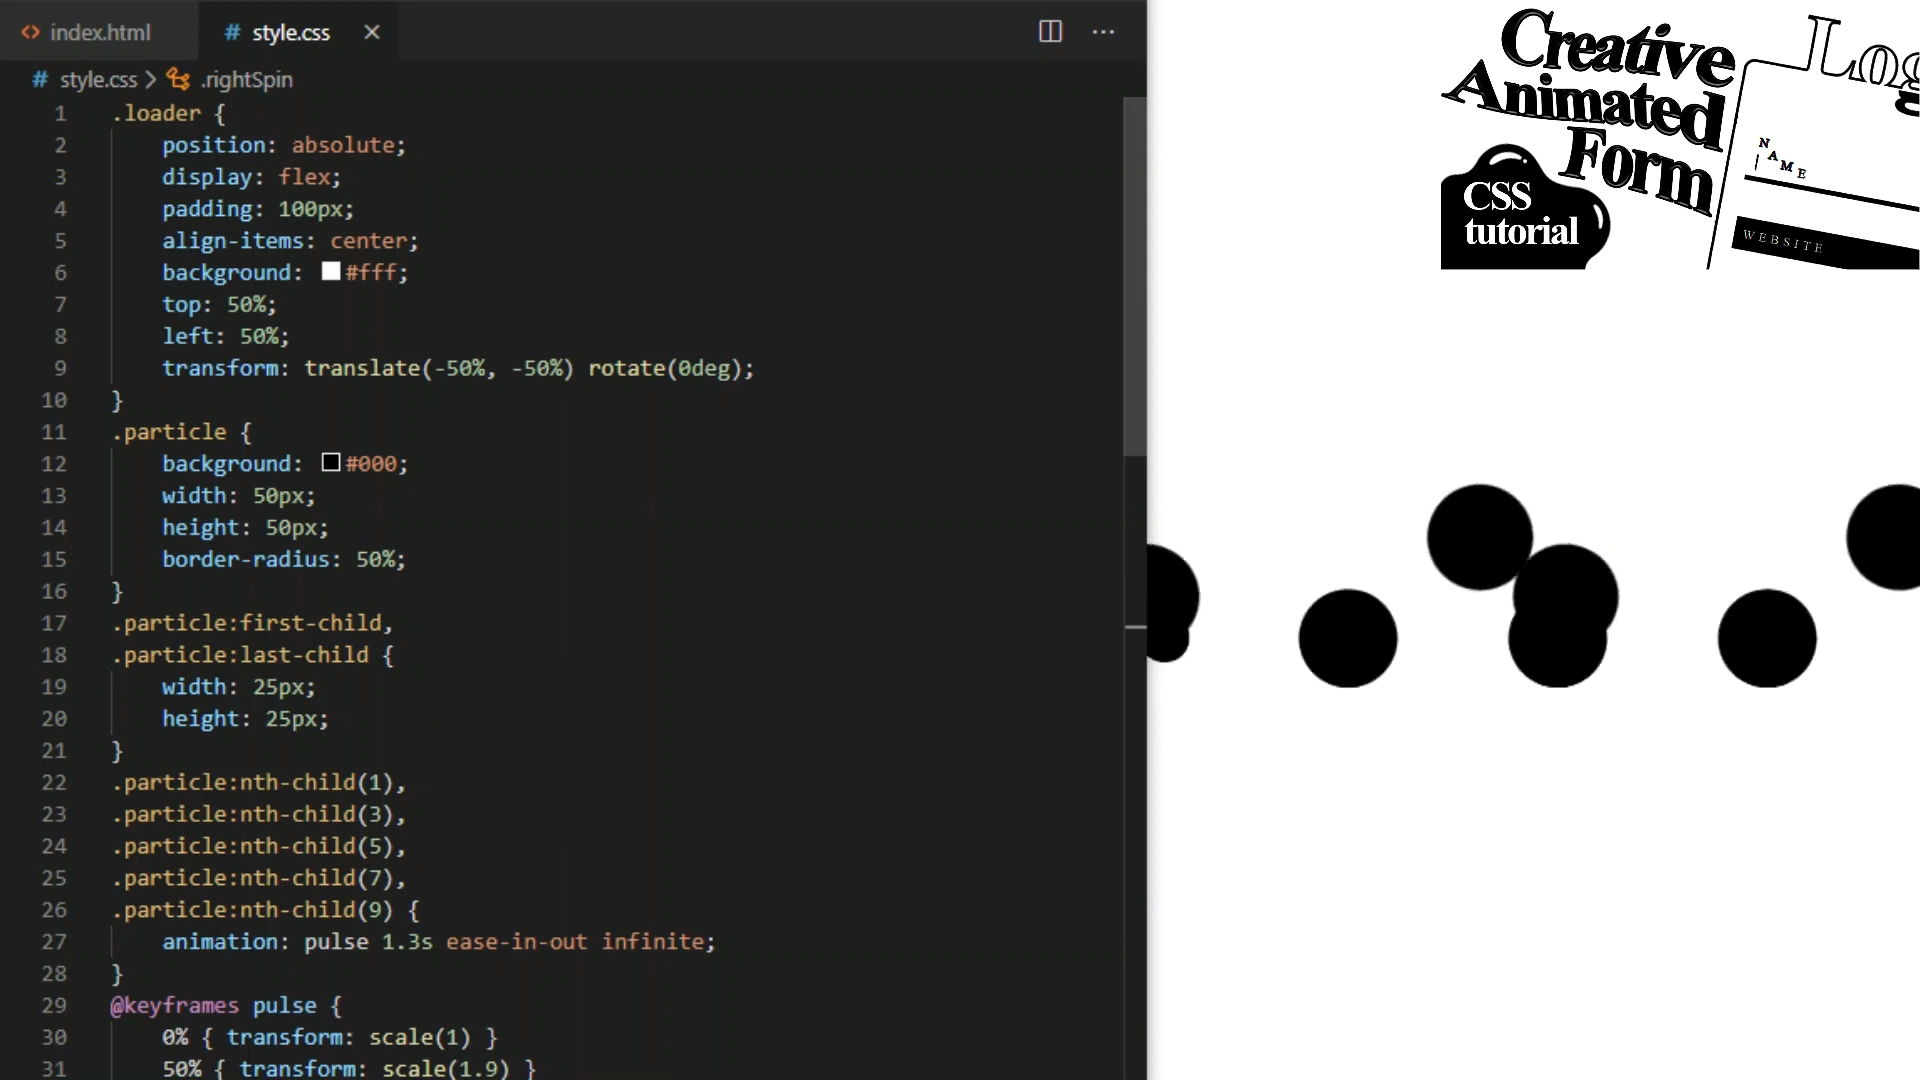 index.html
style.css
style.css > .rightSpin
1 .loader {
2 position: absolute;
3 display: flex;
4 padding: 100px;
5 align-items: center;
6 background: #fff;
7 top: 50%;
8 left: 50%;
9 transform: translate(-50%, -50%) rotate(0deg);
10 }
11 .particle {
12 background: #000;
13 width: 50px;
14 height: 50px;
15 border-radius: 50%;
16 }
17 .particle:first-child,
18 .particle:last-child {
19 width: 25px;
20 height: 25px;
21 }
22 .particle:nth-child(1),
23 .particle:nth-child(3),
24 .particle:nth-child(5),
25 .particle:nth-child(7),
26 .particle:nth-child(9) {
27 animation: pulse 1.3s ease-in-out infinite;
28 }
29 @keyframes pulse {
30 0% { transform: scale(1) }
31 50% { transform: scale(1.9) }
Creative
Animated
Form
CSS
tutorial
Log
NAME
WEBSITE